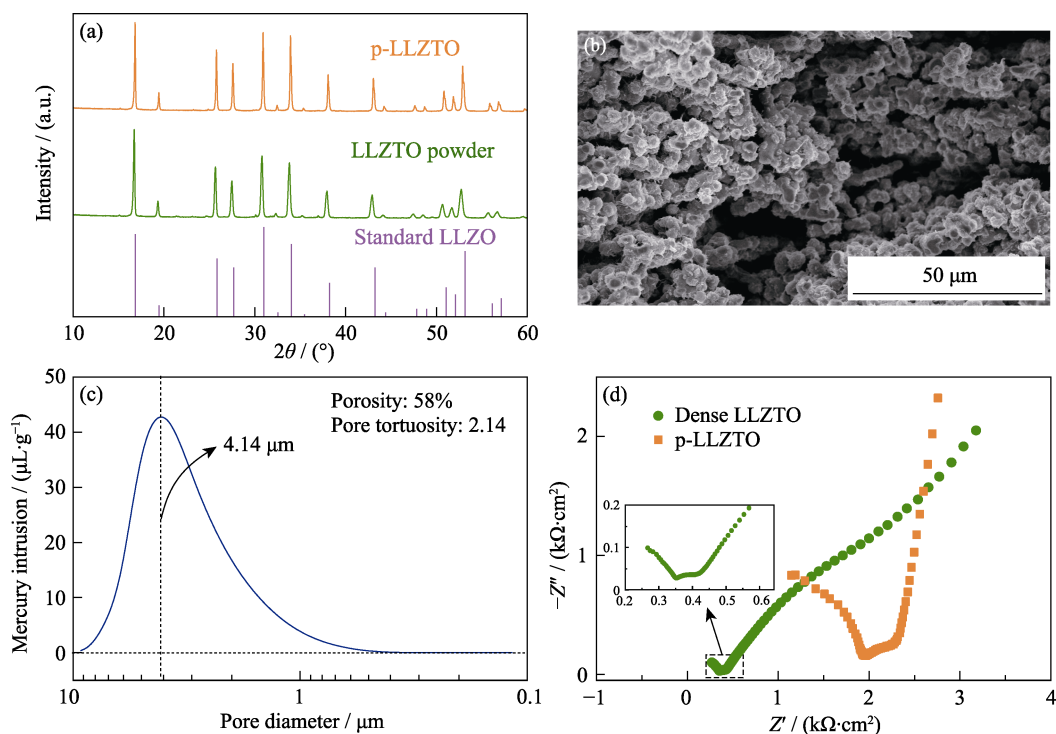 (a)
p-LLZTO
LLZTO powder
Standard LLZO
Intensity / (a.u.)
10 20 30 40 50 60
2θ / (°)
(b)
50 μm
(c)
Porosity: 58%
Pore tortuosity: 2.14
4.14 μm
50
40
30
20
10
0
Mercury intrusion / (μL·g⁻¹)
10 1 0.1
Pore diameter / μm
(d)
Dense LLZTO
p-LLZTO
2
1
0
−Z″ / (kΩ·cm²)
0.2
0.1
0
0.2 0.3 0.4 0.5 0.6
−1 0 1 2 3 4
Z′ / (kΩ·cm²)